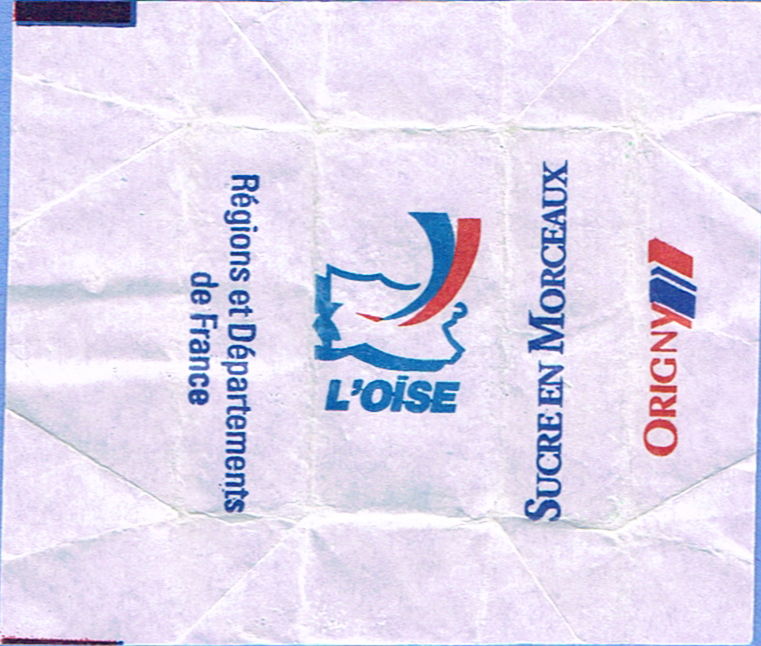 Régions et Départements
de France
L'OiSE
SUCRE EN MORCEAUX
ORIGNY